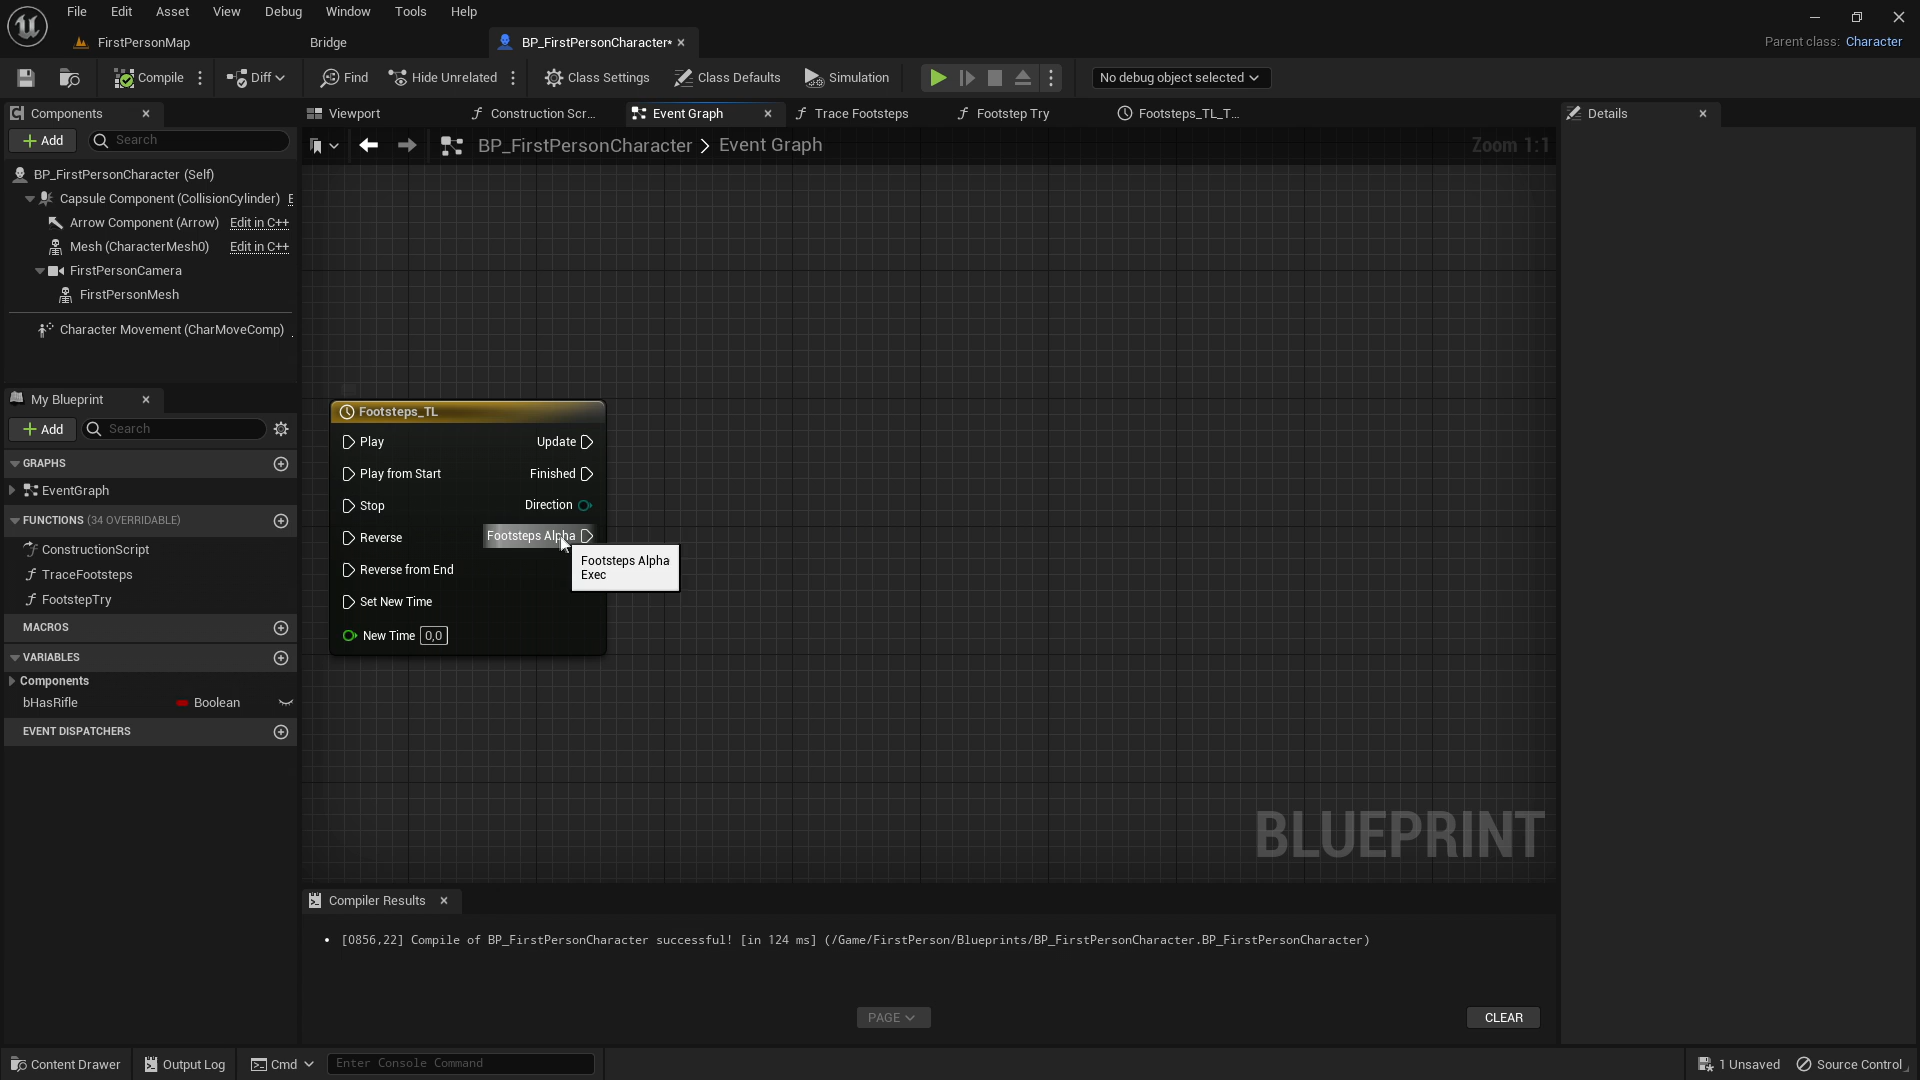 File Edit Asset View Debug Window Tools Help
FirstPersonMap Bridge BP_FirstPersonCharacter*
Parent class: Character
Compile Diff Find Hide Unrelated Class Settings Class Defaults Simulation No debug object selected
Components
Add Search
BP_FirstPersonCharacter (Self)
Capsule Component (CollisionCylinder) E
Arrow Component (Arrow) Edit in C++
Mesh (CharacterMesh0) Edit in C++
FirstPersonCamera
FirstPersonMesh
Character Movement (CharMoveComp)
My Blueprint
Add Search
GRAPHS
EventGraph
FUNCTIONS (34 OVERRIDABLE)
ConstructionScript
TraceFootsteps
FootstepTry
MACROS
VARIABLES
Components
bHasRifle Boolean
EVENT DISPATCHERS
Viewport Construction Scr... Event Graph Trace Footsteps Footstep Try Footsteps_TL_T...
BP_FirstPersonCharacter > Event Graph
Zoom 1:1
Footsteps_TL
Play Update
Play from Start Finished
Stop Direction
Reverse Footsteps Alpha
Reverse from End
Set New Time
New Time 0,0
Footsteps Alpha
Exec
BLUEPRINT
Compiler Results
[0856,22] Compile of BP_FirstPersonCharacter successful! [in 124 ms] (/Game/FirstPerson/Blueprints/BP_FirstPersonCharacter.BP_FirstPersonCharacter)
PAGE
CLEAR
Details
Content Drawer Output Log Cmd Enter Console Command
1 Unsaved Source Control